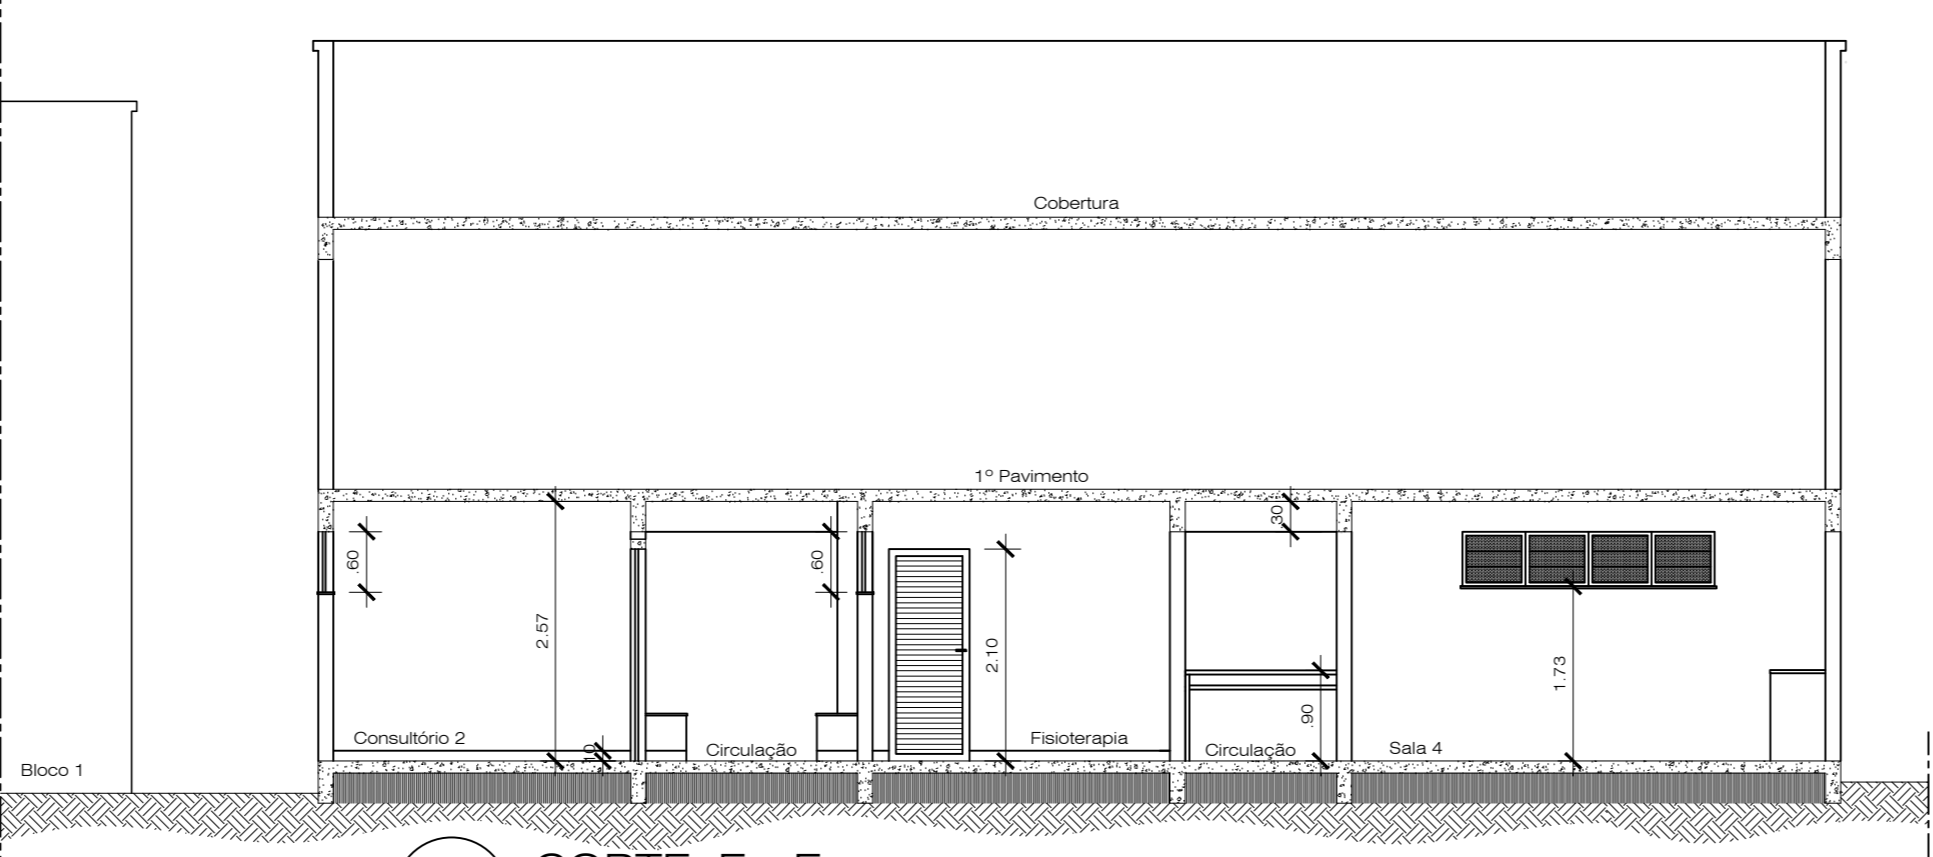 Cobertura
1º Pavimento
.60
2.57
.10
.60
2.10
.30
.90
1.73
Consultório 2
Circulação
Fisioterapia
Circulação
Sala 4
Bloco 1